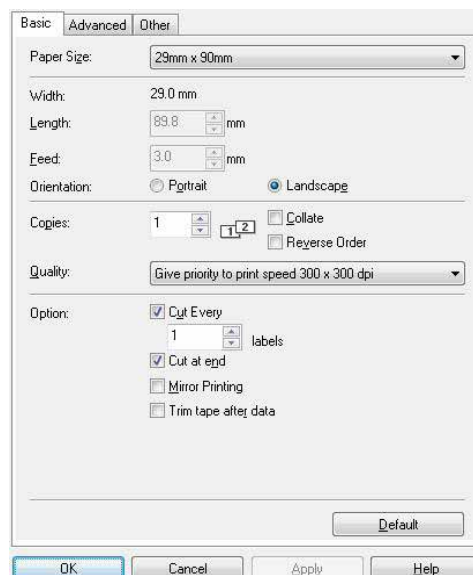 Basic Advanced Other
Paper Size: 29mm x 90mm
Width: 29.0 mm
Length: 89.8 mm
Feed: 3.0 mm
Orientation: Portrait Landscape
Copies: 1 1 2 Collate
Reverse Order
Quality: Give priority to print speed 300 x 300 dpi
Option: Cut Every
1 labels
Cut at end
Mirror Printing
Trim tape after data
Default
OK Cancel Apply Help